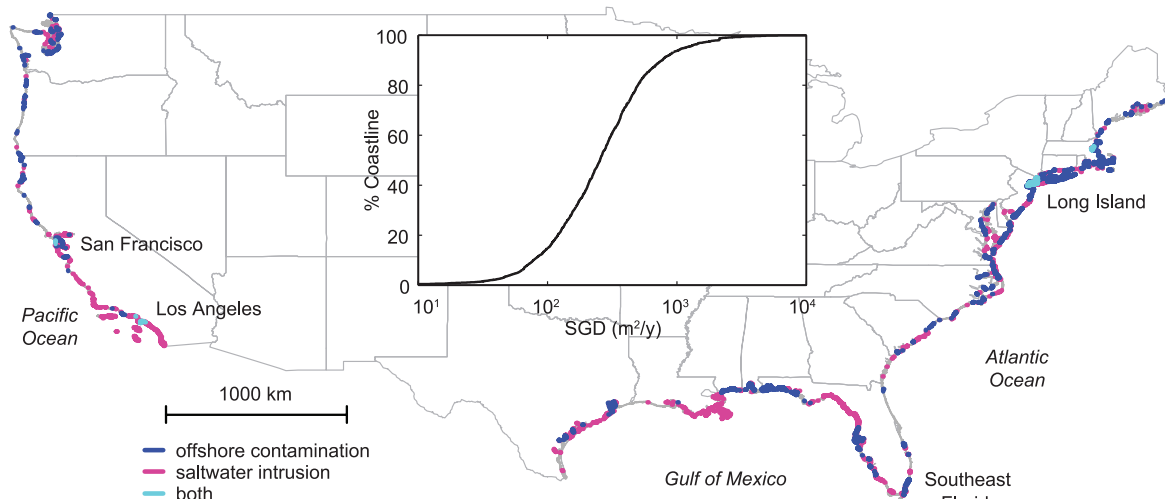 100
80
60
40
20
0
% Coastline
10¹
10²
10³
10⁴
SGD (m²/y)
San Francisco
Los Angeles
Pacific
Ocean
1000 km
offshore contamination
saltwater intrusion
both
Gulf of Mexico
Long Island
Atlantic
Ocean
Southeast